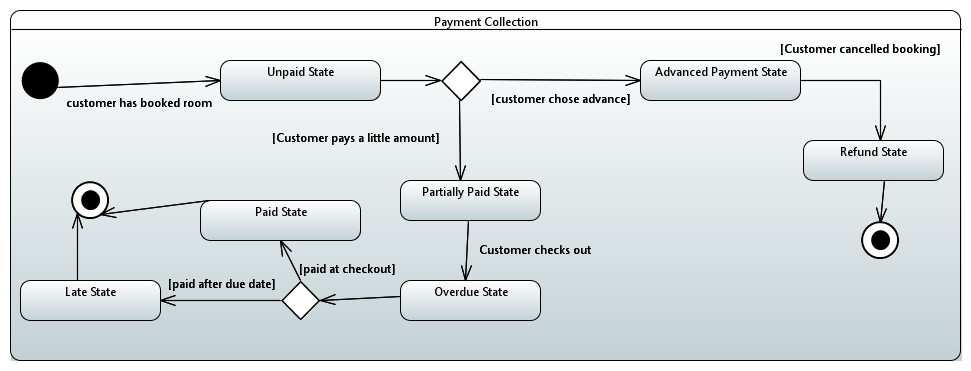 Payment Collection
[Customer cancelled booking]
Unpaid State
Advanced Payment State
customer has booked room
[customer chose advance]
[Customer pays a little amount]
Refund State
Partially Paid State
Paid State
Customer checks out
[paid at checkout]
[paid after due date]
Late State
Overdue State